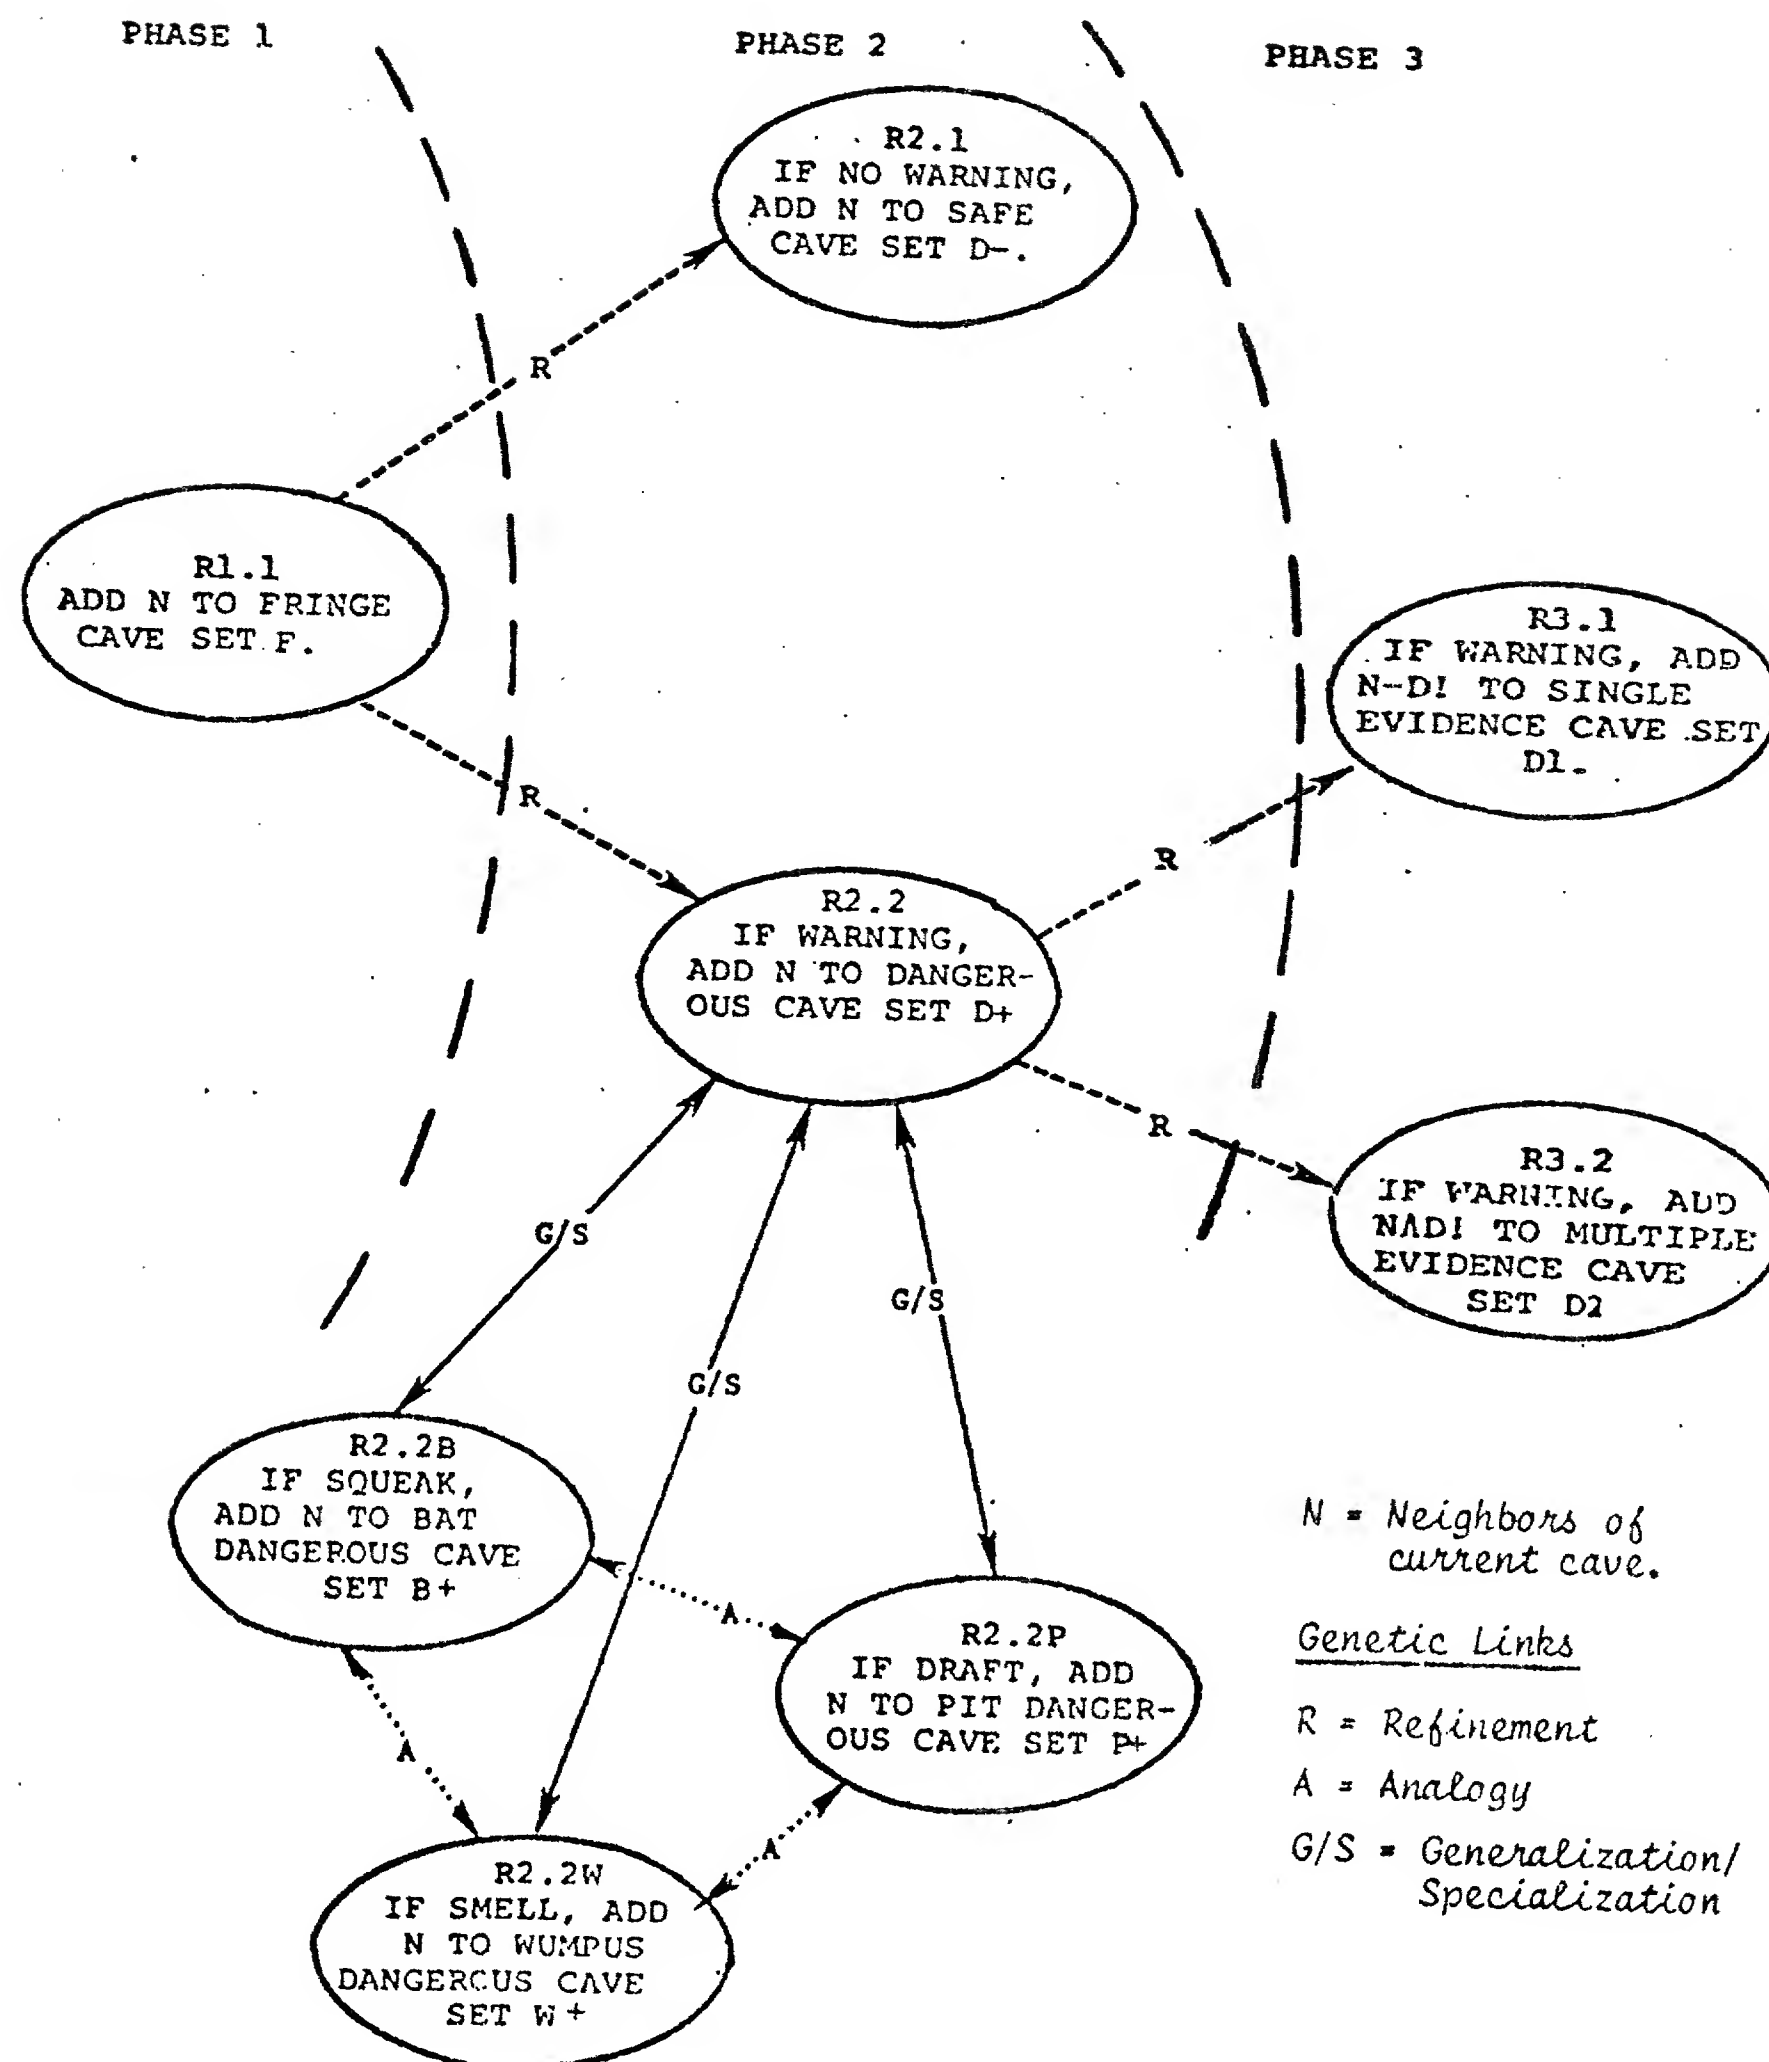 PHASE 1
PHASE 2
PHASE 3
R2.1
IF NO WARNING,
ADD N TO SAFE
CAVE SET D-.
R
R1.1
ADD N TO FRINGE
CAVE SET F.
R3.1
IF WARNING, ADD
N-D! TO SINGLE
EVIDENCE CAVE SET
D1.
R
R
R2.2
IF WARNING,
ADD N TO DANGER-
OUS CAVE SET D+
R
R3.2
IF WARNING, ADD
NΛD! TO MULTIPLE
EVIDENCE CAVE
SET D2
G/S
G/S
G/S
R2.2B
IF SQUEAK,
ADD N TO BAT
DANGEROUS CAVE
SET B+
A
R2.2P
IF DRAFT, ADD
N TO PIT DANGER-
OUS CAVE SET P+
A
A
R2.2W
IF SMELL, ADD
N TO WUMPUS
DANGEROUS CAVE
SET W+
N = Neighbors of
current cave.
Genetic Links
R = Refinement
A = Analogy
G/S = Generalization/
Specialization